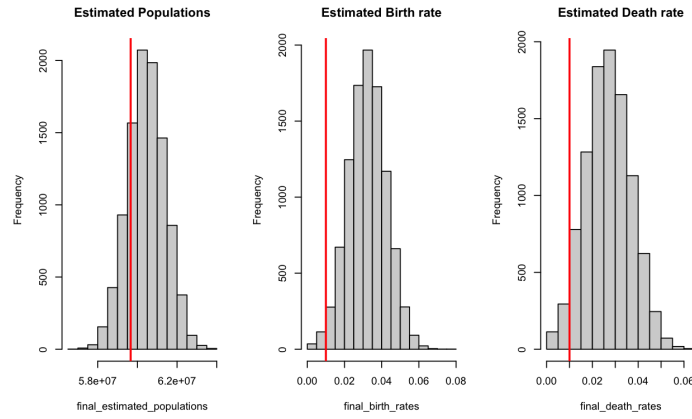 Estimated Populations
Frequency
0
500
1000
1500
2000
5.8e+07
6.2e+07
final_estimated_populations
Estimated Birth rate
Frequency
0
500
1000
1500
2000
0.00
0.02
0.04
0.06
0.08
final_birth_rates
Estimated Death rate
Frequency
0
500
1000
1500
2000
0.00
0.02
0.04
0.06
final_death_rates